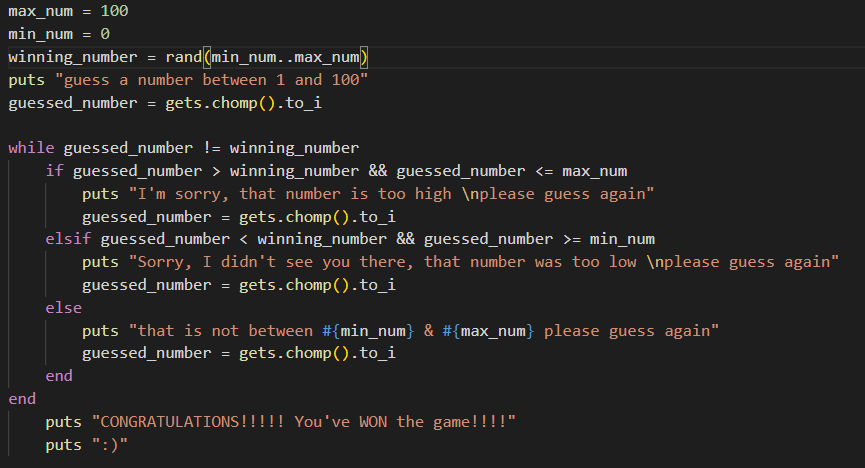 max_num = 100
min_num = 0
winning_number = rand(min_num..max_num)
puts "guess a number between 1 and 100"
guessed_number = gets.chomp().to_i

while guessed_number != winning_number
    if guessed_number > winning_number && guessed_number <= max_num
        puts "I'm sorry, that number is too high \nplease guess again"
        guessed_number = gets.chomp().to_i
    elsif guessed_number < winning_number && guessed_number >= min_num
        puts "Sorry, I didn't see you there, that number was too low \nplease guess again"
        guessed_number = gets.chomp().to_i
    else
        puts "that is not between #{min_num} & #{max_num} please guess again"
        guessed_number = gets.chomp().to_i
    end
end
    puts "CONGRATULATIONS!!!!! You've WON the game!!!!"
    puts ":)"